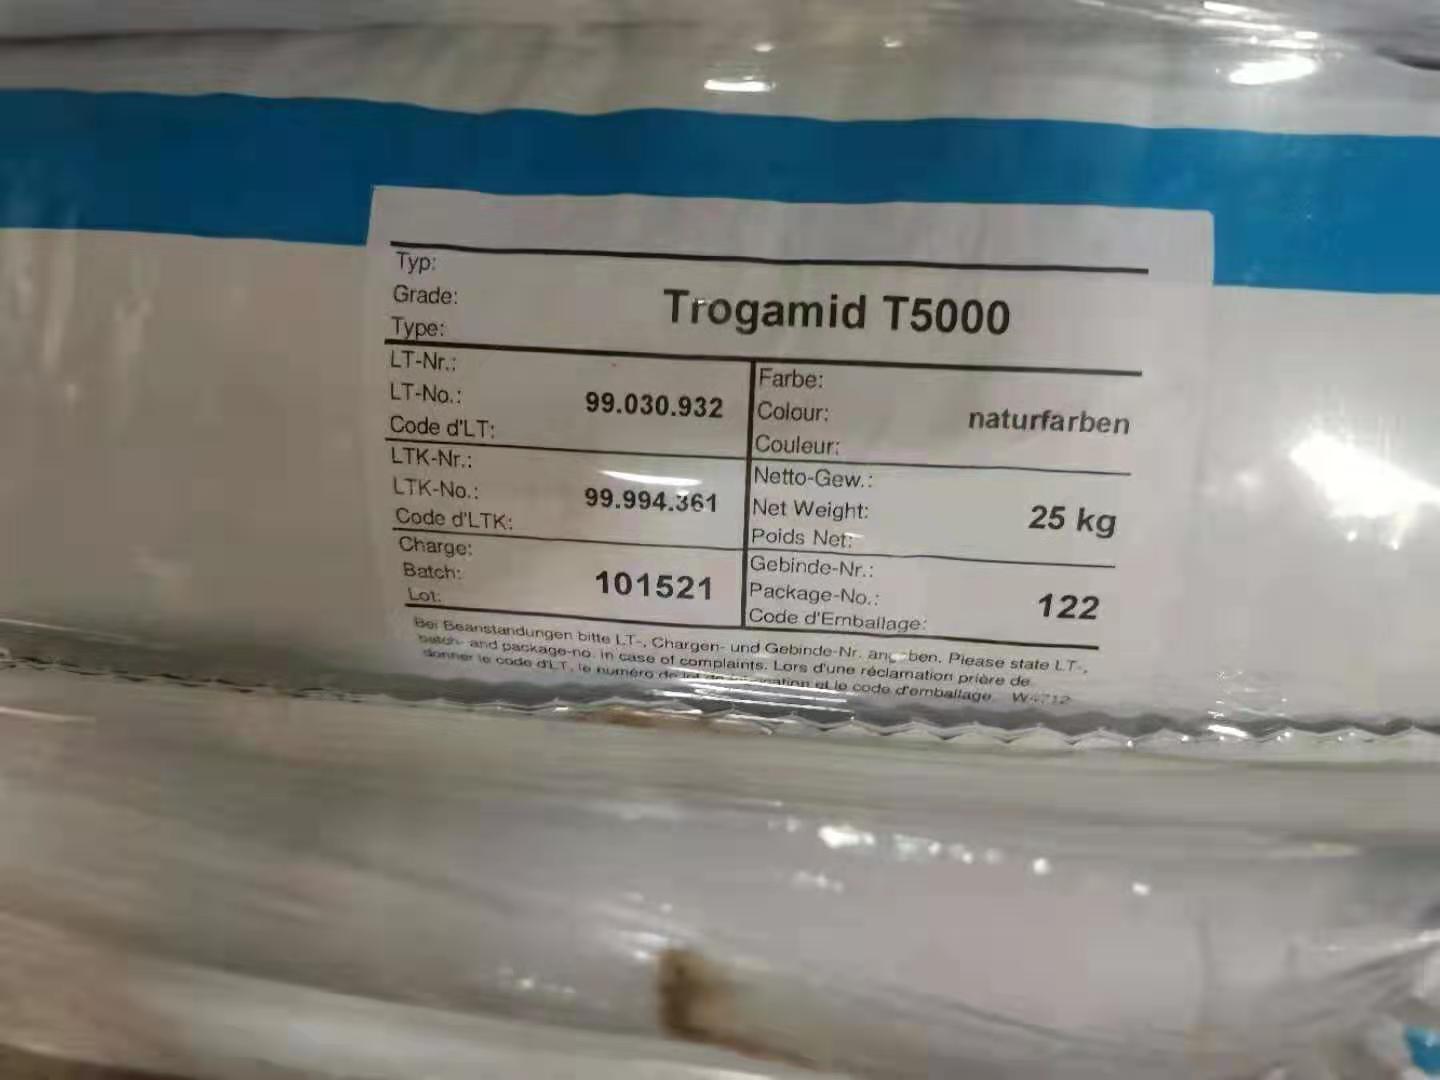 Typ:
Grade:
Type:
Trogamid T5000
LT-Nr.:
LT-No.:
Code d'LT:
99.030.932
Farbe:
Colour:
Couleur:
naturfarben
LTK-Nr.:
LTK-No.:
Code d'LTK:
99.994.361
Netto-Gew.:
Net Weight:
Poids Net:
25 kg
Charge:
Batch:
Lot:
101521
Gebinde-Nr.:
Package-No.:
Code d'Emballage:
122
Bei Beanstandungen bitte LT-, Chargen- und Gebinde-Nr. angeben. Please state LT-,
batch- and package-no. in case of complaints. Lors d'une réclamation prière de
donner le code d'LT, le numéro de lot et le code d'emballage W4712